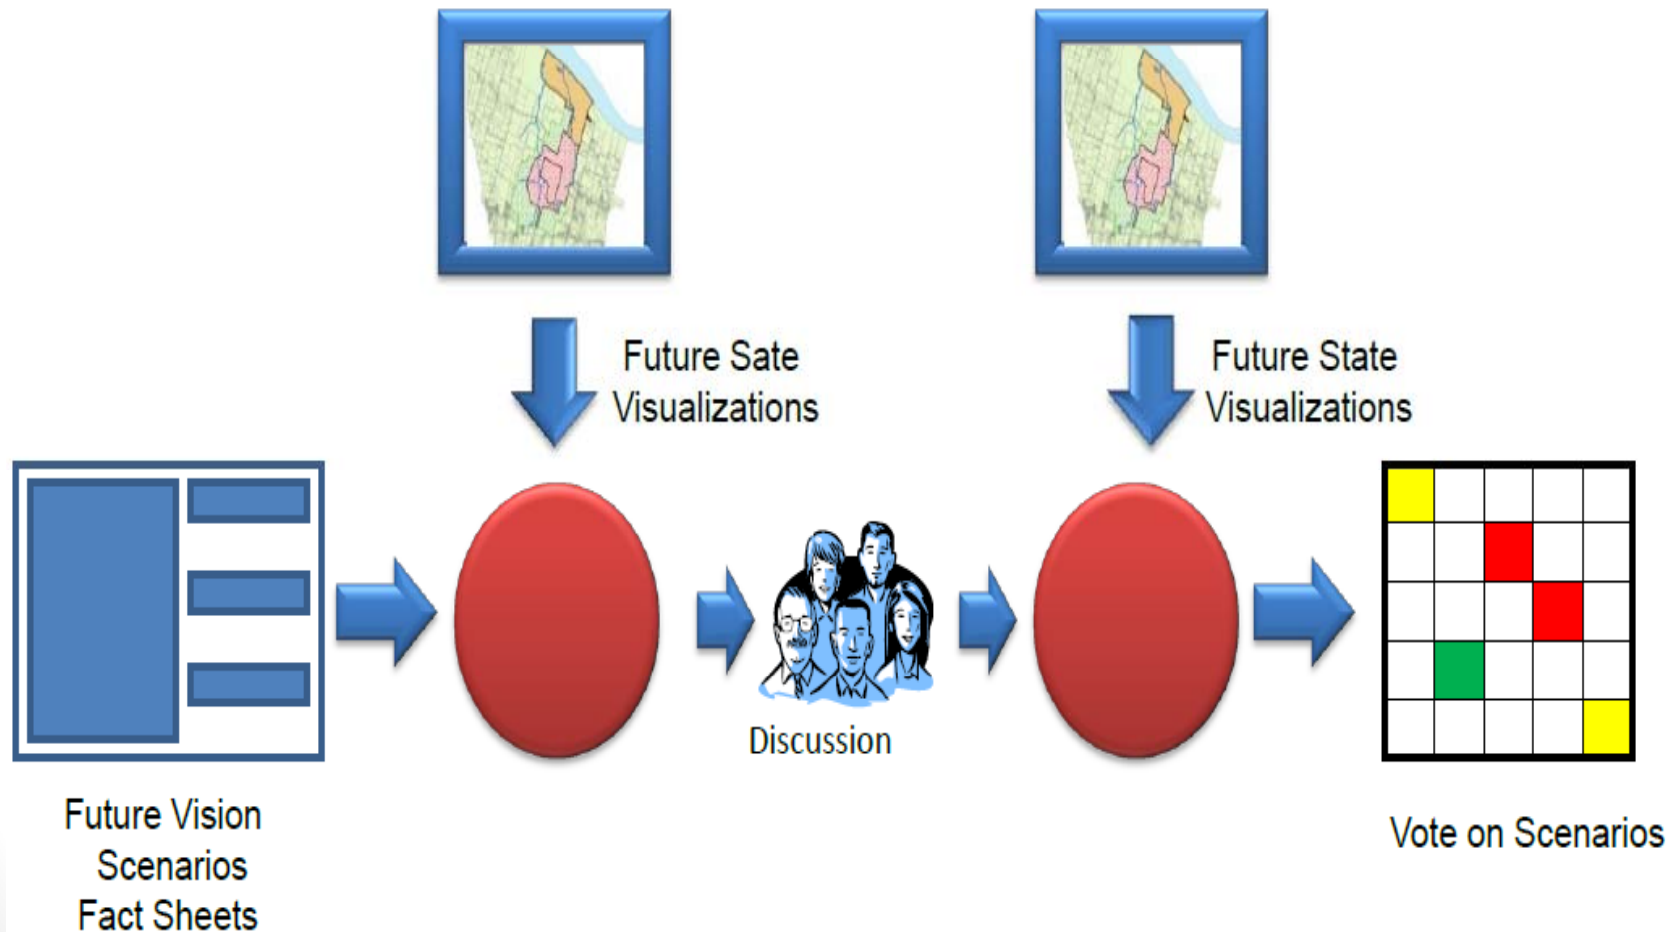 Future Sate
Visualizations
Future State
Visualizations
Discussion
Future Vision
Scenarios
Fact Sheets
Vote on Scenarios